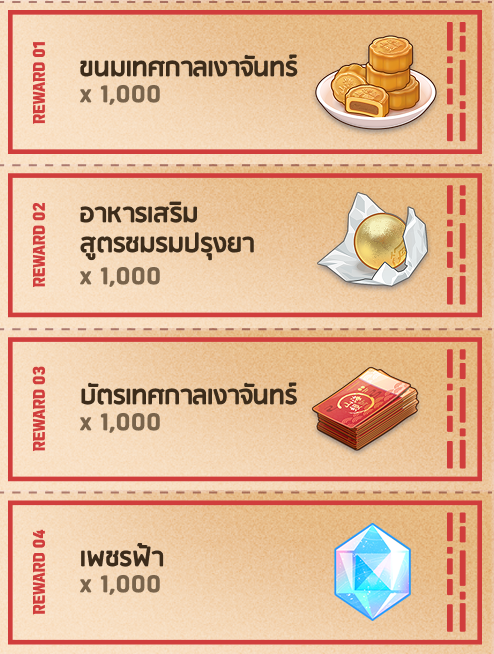 REWARD 01
ขนมเทศกาลเงาจันทร์
x 1,000
REWARD 02
อาหารเสริม
สูตรชมรมปรุงยา
x 1,000
REWARD 03
บัตรเทศกาลเงาจันทร์
x 1,000
REWARD 04
เพชรฟ้า
x 1,000